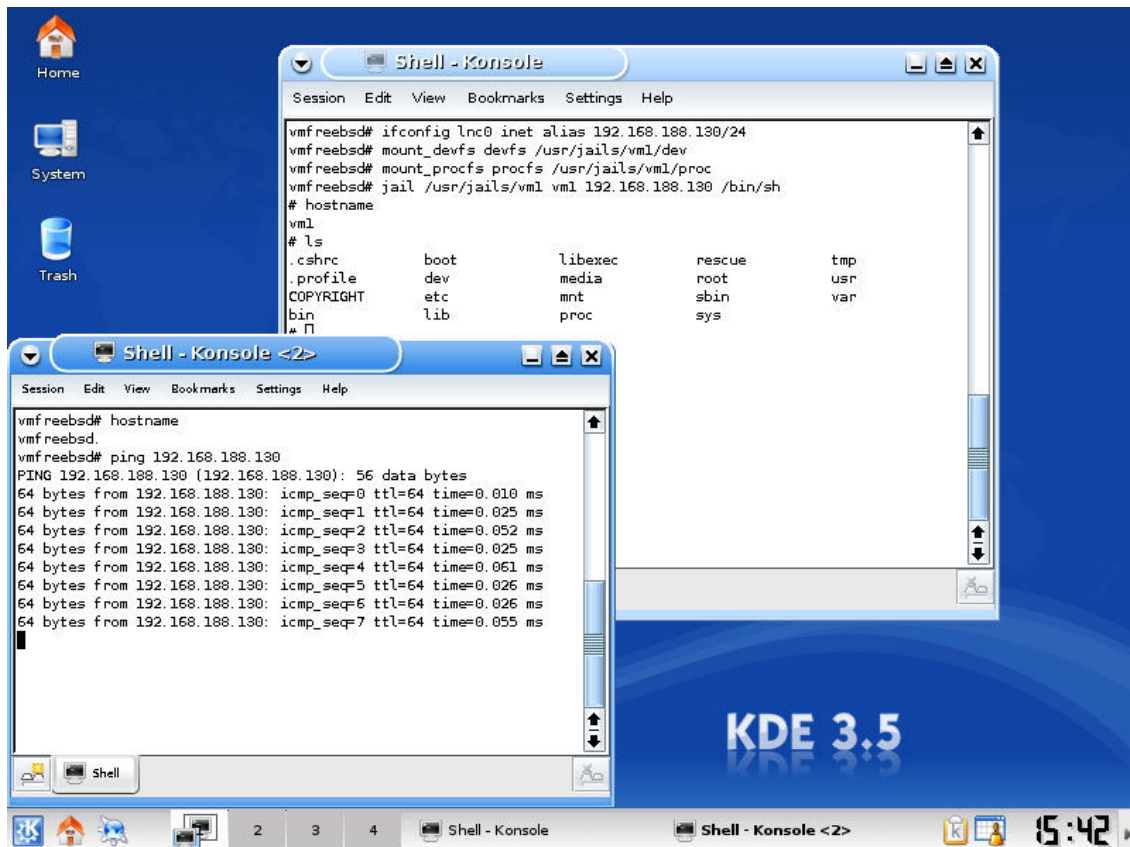 Home
System
Trash
Shell - Konsole
Session Edit View Bookmarks Settings Help
vmfreebsd# ifconfig lnc0 inet alias 192.168.188.130/24
vmfreebsd# mount_devfs devfs /usr/jails/vm1/dev
vmfreebsd# mount_procfs procfs /usr/jails/vm1/proc
vmfreebsd# jail /usr/jails/vm1 vm1 192.168.188.130 /bin/sh
# hostname
vm1
# ls
.cshrc boot libexec rescue tmp
.profile dev media root usr
COPYRIGHT etc mnt sbin var
bin lib proc sys
#
Shell - Konsole <2>
Session Edit View Bookmarks Settings Help
vmfreebsd# hostname
vmfreebsd.
vmfreebsd# ping 192.168.188.130
PING 192.168.188.130 (192.168.188.130): 56 data bytes
64 bytes from 192.168.188.130: icmp_seq=0 ttl=64 time=0.010 ms
64 bytes from 192.168.188.130: icmp_seq=1 ttl=64 time=0.025 ms
64 bytes from 192.168.188.130: icmp_seq=2 ttl=64 time=0.052 ms
64 bytes from 192.168.188.130: icmp_seq=3 ttl=64 time=0.025 ms
64 bytes from 192.168.188.130: icmp_seq=4 ttl=64 time=0.061 ms
64 bytes from 192.168.188.130: icmp_seq=5 ttl=64 time=0.026 ms
64 bytes from 192.168.188.130: icmp_seq=6 ttl=64 time=0.026 ms
64 bytes from 192.168.188.130: icmp_seq=7 ttl=64 time=0.055 ms
Shell
KDE 3.5
1 2 3 4 Shell - Konsole Shell - Konsole <2> 15:42